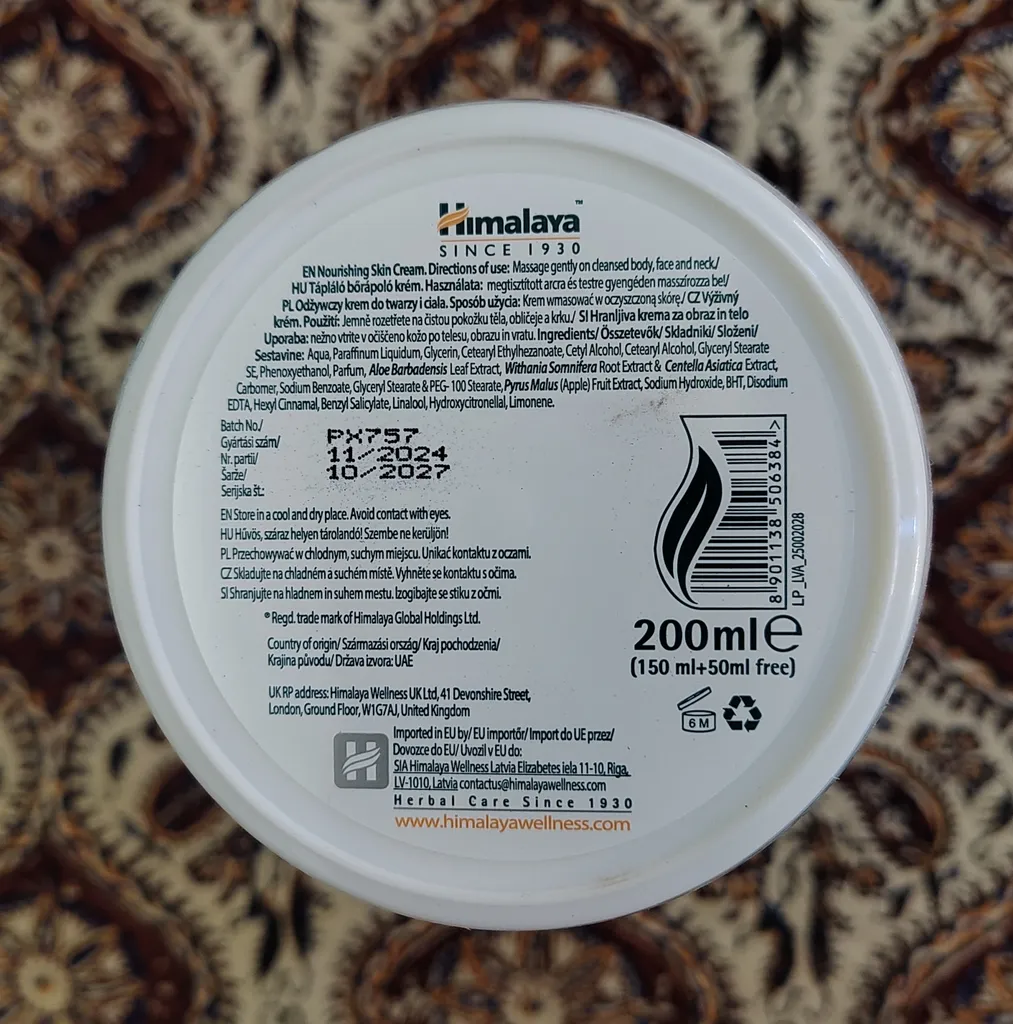 Himalaya™
SINCE 1930
EN Nourishing Skin Cream. Directions of use: Massage gently on cleansed body, face and neck./
HU Tápláló bőrápoló krém. Használata: megtisztított arcra és testre gyengéden masszírozza bel/
PL Odżywczy krem do twarzy i ciala. Sposób użycia: Krem wmasować w oczyszczoną skórę./ CZ Výživný
krém. Použití: Jemně rozetřete na čistou pokožku těla, obličeje a krku./ SI Hranljiva krema za obraz in telo
Uporaba: nežno vtrite v očiščeno kožo po telesu, obrazu in vratu. Ingredients/ Összetevők/ Skladniki/ Složeni/
Sestavine: Aqua, Paraffinum Liquidum, Glycerin, Cetearyl Ethylhezanoate, Cetyl Alcohol, Cetearyl Alcohol, Glyceryl Stearate
SE, Phenoxyethanol, Parfum, Aloe Barbadensis Leaf Extract, Withania Somnifera Root Extract & Centella Asiatica Extract,
Carbomer, Sodium Benzoate, Glyceryl Stearate & PEG- 100 Stearate, Pyrus Malus (Apple) Fruit Extract, Sodium Hydroxide, BHT, Disodium
EDTA, Hexyl Cinnamal, Benzyl Salicylate, Linalool, Hydroxycitronellal, Limonene.
Batch No./
Gyártási szám/
Nr. partii/
Šarže/
Serijska št.:
PX757
11/2024
10/2027
EN Store in a cool and dry place. Avoid contact with eyes.
HU Hűvös, száraz helyen tárolandó! Szembe ne kerüljön!
PL Przechowywać w chlodnym, suchym miejscu. Unikać kontaktu z oczami.
CZ Skladujte na chladném a suchém místě. Vyhněte se kontaktu s očima.
SI Shranjujte na hladnem in suhem mestu. Izogibajte se stiku z očmi.
® Regd. trade mark of Himalaya Global Holdings Ltd.
Country of origin/ Származási ország/ Kraj pochodzenia/
Krajina původu/ Država izvora: UAE
UK RP address: Himalaya Wellness UK Ltd, 41 Devonshire Street,
London, Ground Floor, W1G7AJ, United Kingdom
8 901138 506384 >
LP_LVA_25002028
200ml e
(150 ml+50ml free)
6 M
H
Imported in EU by/ EU importőr/ Import do UE przez/
Dovozce do EU/ Uvozil v EU do:
SIA Himalaya Wellness Latvia Elizabetes iela 11-10, Riga,
LV-1010, Latvia contactus@himalayawellness.com
Herbal Care Since 1930
www.himalayawellness.com